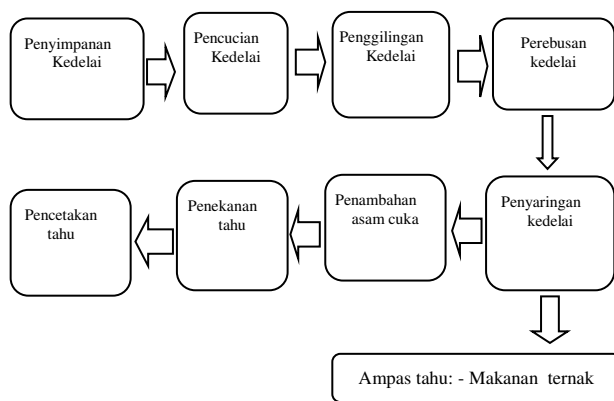 Penyimpanan
Kedelai
Pencucian
Kedelai
Penggilingan
Kedelai
Perebusan
kedelai
Penyaringan
kedelai
Penambahan
asam cuka
Penekanan
tahu
Pencetakan
tahu
Ampas tahu: - Makanan ternak